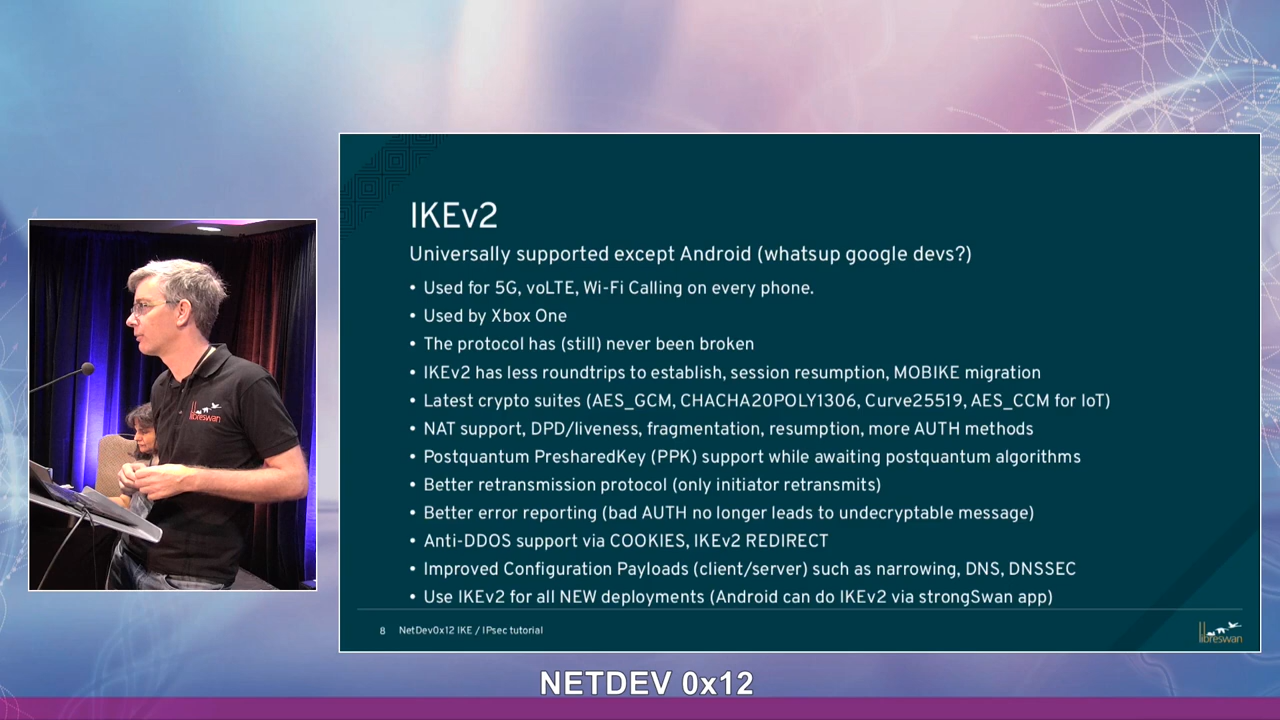 IKEv2
Universally supported except Android (whatsup google devs?)
• Used for 5G, voLTE, Wi-Fi Calling on every phone.
• Used by Xbox One
• The protocol has (still) never been broken
• IKEv2 has less roundtrips to establish, session resumption, MOBIKE migration
• Latest crypto suites (AES_GCM, CHACHA20POLY1306, Curve25519, AES_CCM for IoT)
• NAT support, DPD/liveness, fragmentation, resumption, more AUTH methods
• Postquantum PresharedKey (PPK) support while awaiting postquantum algorithms
• Better retransmission protocol (only initiator retransmits)
• Better error reporting (bad AUTH no longer leads to undecryptable message)
• Anti-DDOS support via COOKIES, IKEv2 REDIRECT
• Improved Configuration Payloads (client/server) such as narrowing, DNS, DNSSEC
• Use IKEv2 for all NEW deployments (Android can do IKEv2 via strongSwan app)
8 NetDev0x12 IKE / IPsec tutorial
libreswan
libreswan
NETDEV 0x12